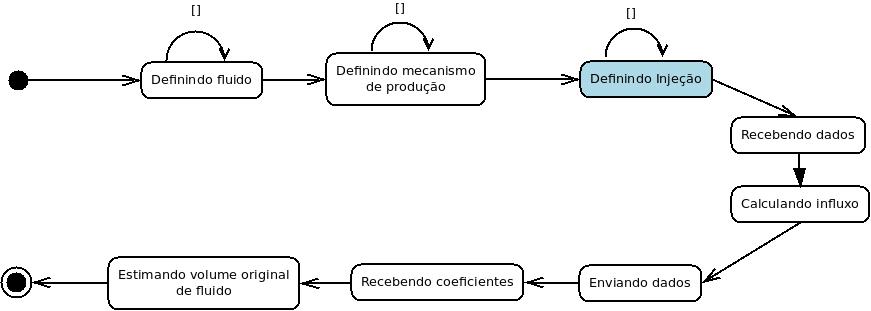 []
[]
[]
Definindo fluido
Definindo mecanismo
de produção
Definindo Injeção
Recebendo dados
Calculando influxo
Enviando dados
Recebendo coeficientes
Estimando volume original
de fluido